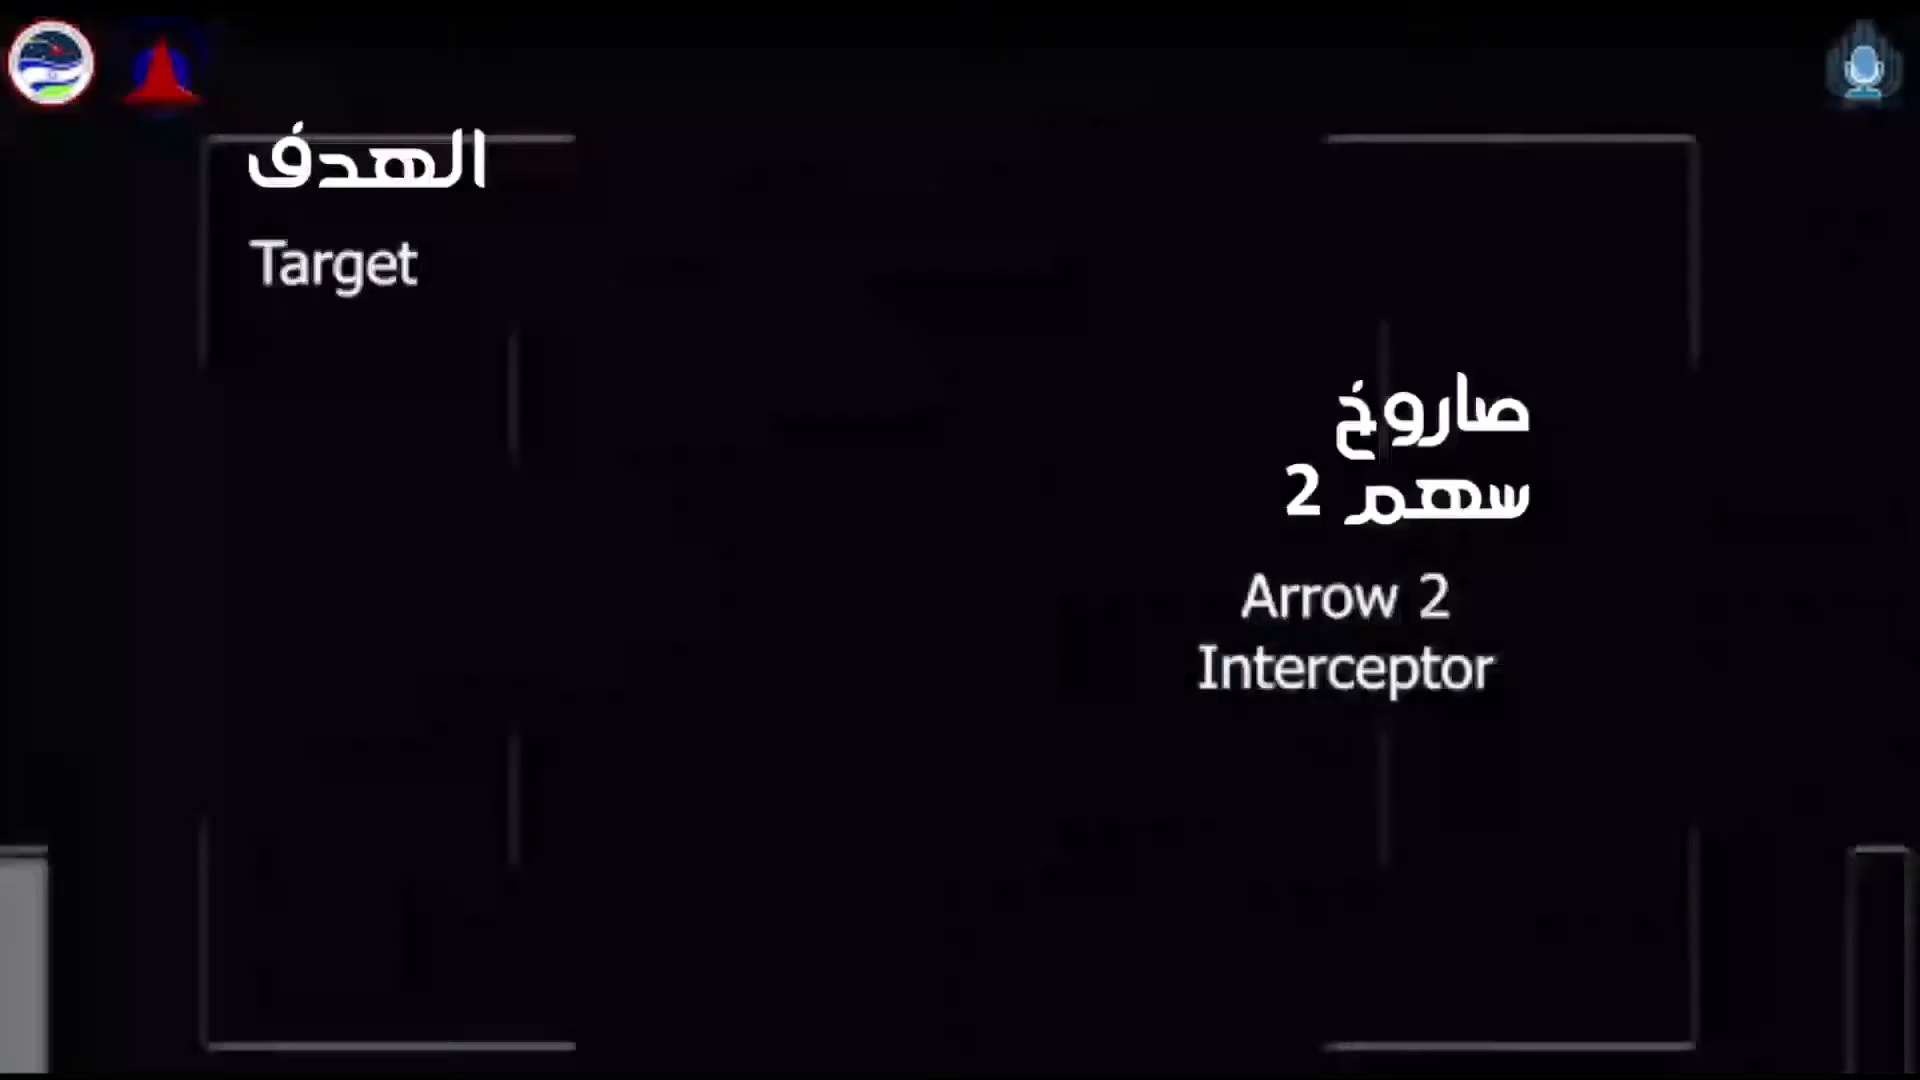 الهدف
Target
صاروخ
سهم 2
Arrow 2
Interceptor